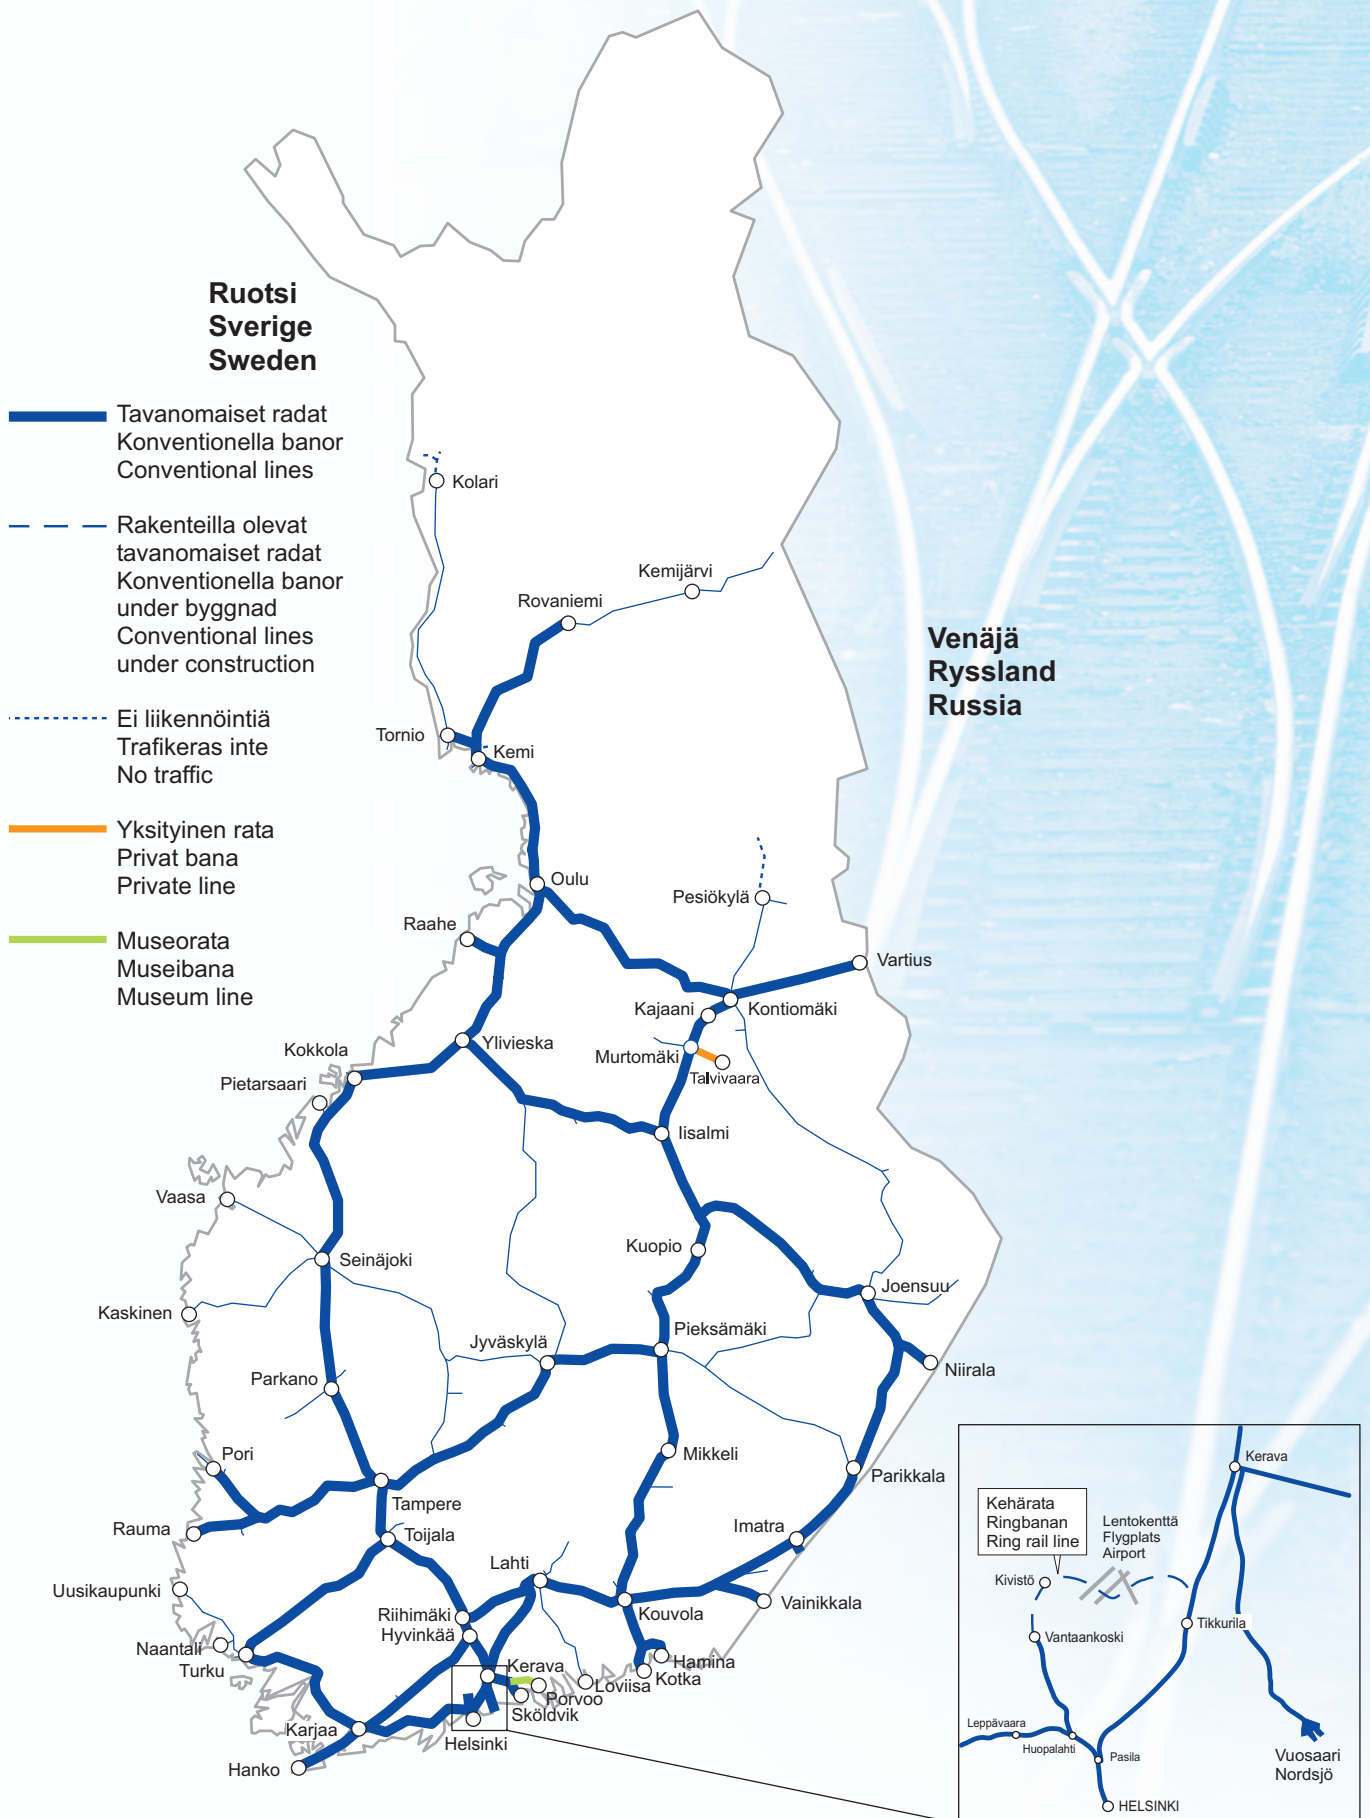 Ruotsi
Sverige
Sweden
Tavanomaiset radat
Konventionella banor
Conventional lines
Rakenteilla olevat
tavanomaiset radat
Konventionella banor
under byggnad
Conventional lines
under construction
Ei liikennöintiä
Trafikeras inte
No traffic
Yksityinen rata
Privat bana
Private line
Museorata
Museibana
Museum line
Venäjä
Ryssland
Russia
Kolari
Kemijärvi
Rovaniemi
Tornio
Kemi
Oulu
Pesiökylä
Raahe
Vartius
Kajaani
Kontiomäki
Ylivieska
Murtomäki
Talvivaara
Kokkola
Pietarsaari
Iisalmi
Vaasa
Kuopio
Seinäjoki
Joensuu
Kaskinen
Pieksämäki
Jyväskylä
Niirala
Parkano
Pori
Mikkeli
Parikkala
Tampere
Rauma
Toijala
Imatra
Lahti
Uusikaupunki
Riihimäki
Kouvola
Vainikkala
Hyvinkää
Naantali
Turku
Kerava
Hamina
Kotka
Loviisa
Porvoo
Sköldvik
Karjaa
Helsinki
Hanko
Kerava
Kehärata
Ringbanan
Ring rail line
Lentokenttä
Flygplats
Airport
Kivistö
Tikkurila
Vantaankoski
Leppävaara
Huopalahti
Pasila
Vuosaari
Nordsjö
HELSINKI